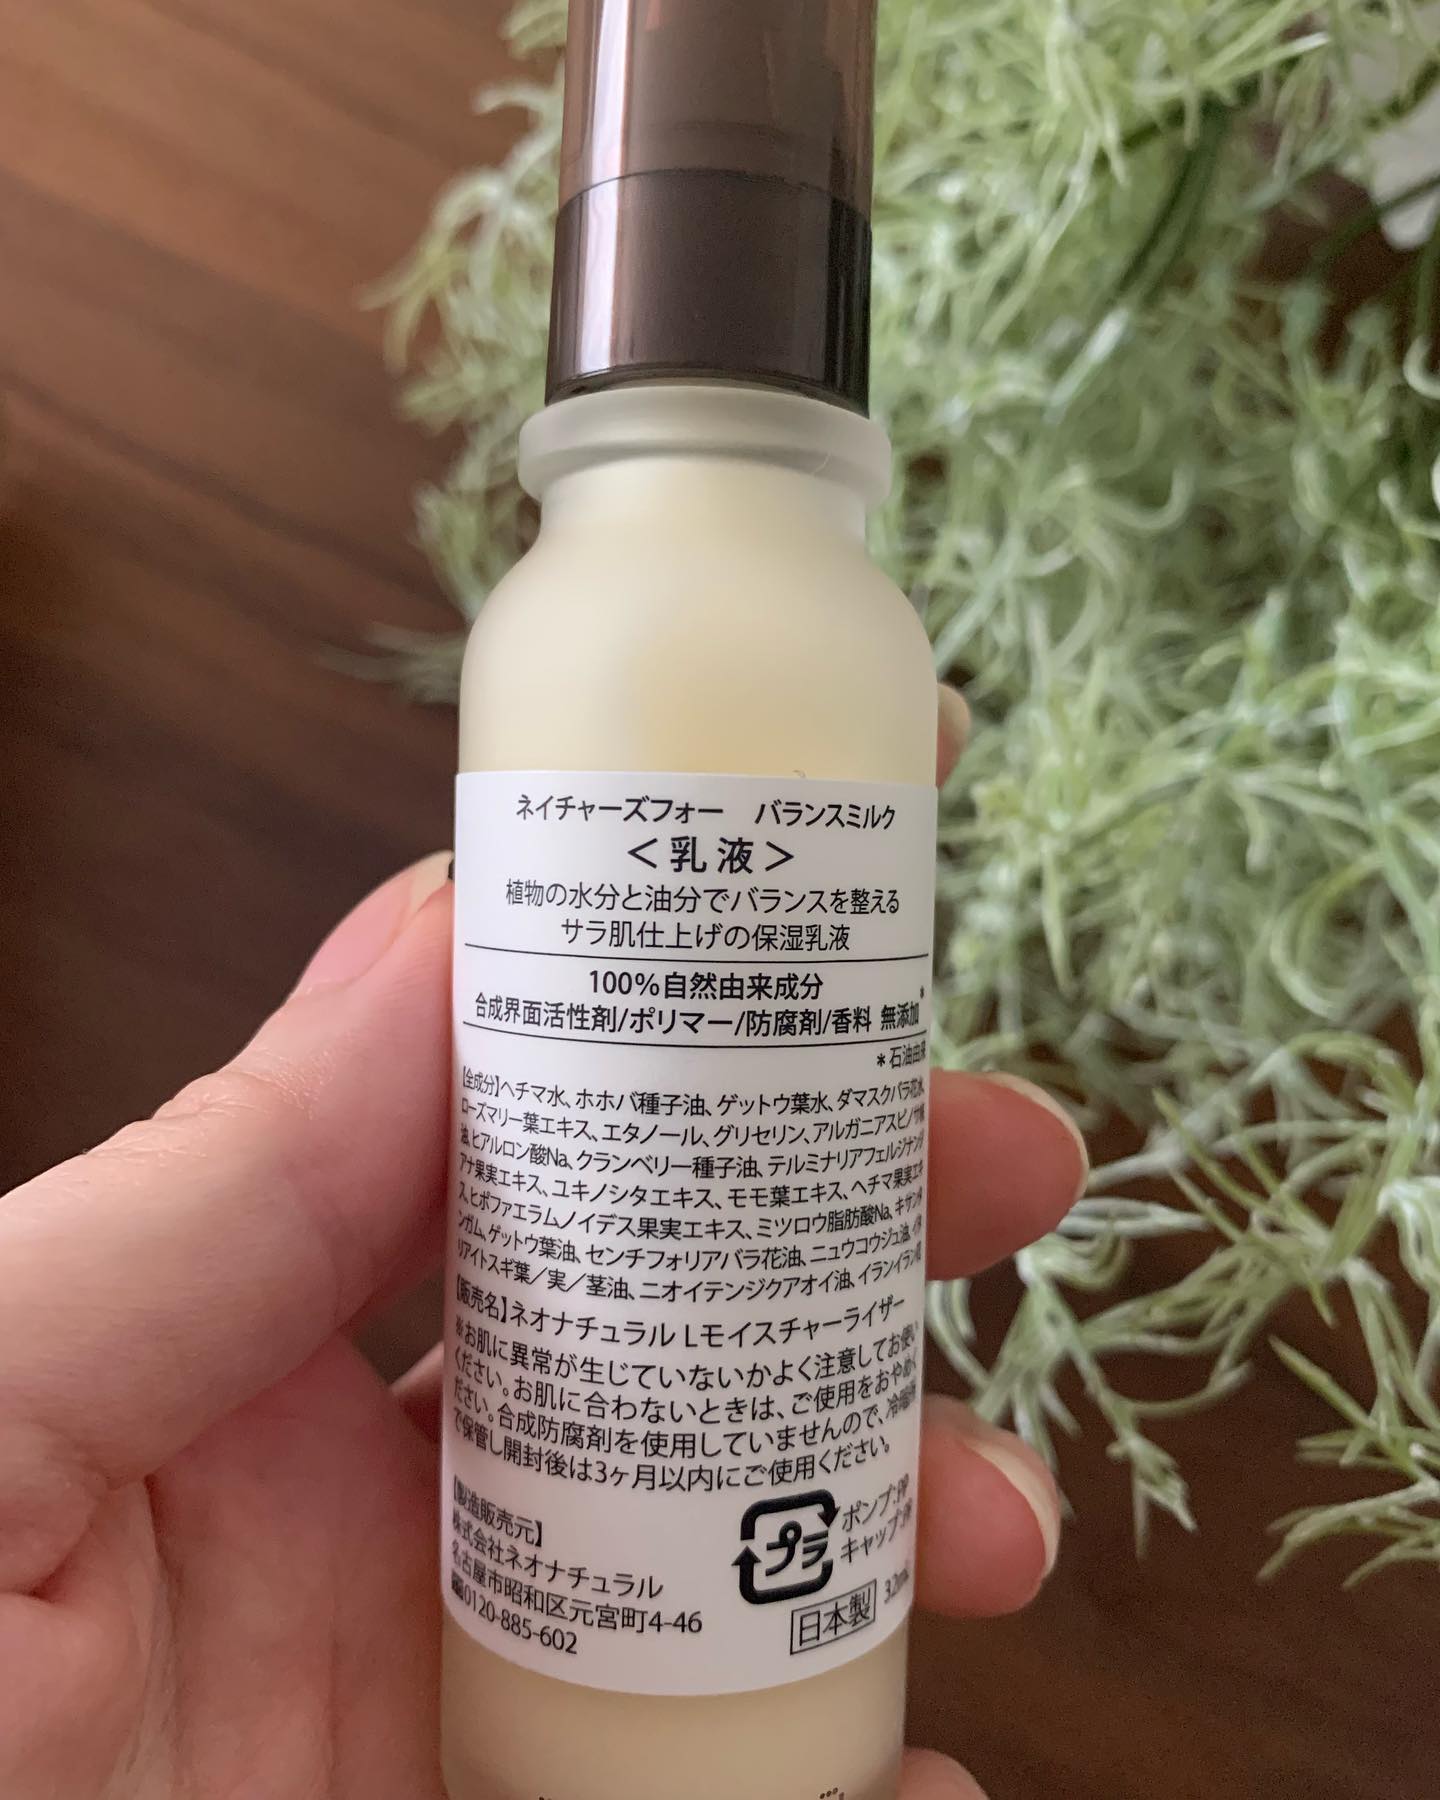 ネイチャーズフォー　バランスミルク
＜乳液＞
植物の水分と油分でバランスを整える
サラ肌仕上げの保湿乳液
100%自然由来成分
合成界面活性剤/ポリマー/防腐剤/香料 無添加*
＊石油由来
【全成分】ヘチマ水、ホホバ種子油、ゲットウ葉水、ダマスクバラ花水、
ローズマリー葉エキス、エタノール、グリセリン、アルガニアスピノサ核
油、ヒアルロン酸Na、クランベリー種子油、テルミナリアフェルジナンジ
アナ果実エキス、ユキノシタエキス、モモ葉エキス、ヘチマ果実エキ
ス、ヒポファエラムノイデス果実エキス、ミツロウ脂肪酸Na、キサンタ
ンガム、ゲットウ葉油、センチフォリアバラ花油、ニュウコウジュ油、イタ
リアイトスギ葉／実／茎油、ニオイテンジクアオイ油、イランイラン花
【販売名】ネオナチュラル Lモイスチャーライザー
※お肌に異常が生じていないかよく注意してお使い
ください。お肌に合わないときは、ご使用をおやめく
ださい。合成防腐剤を使用していませんので、冷暗所
で保管し開封後は3ヶ月以内にご使用ください。
【製造販売元】
株式会社ネオナチュラル
名古屋市昭和区元宮町4-46
0120-885-602
プラ
ポンプ:PP
キャップ:
日本製
32mL